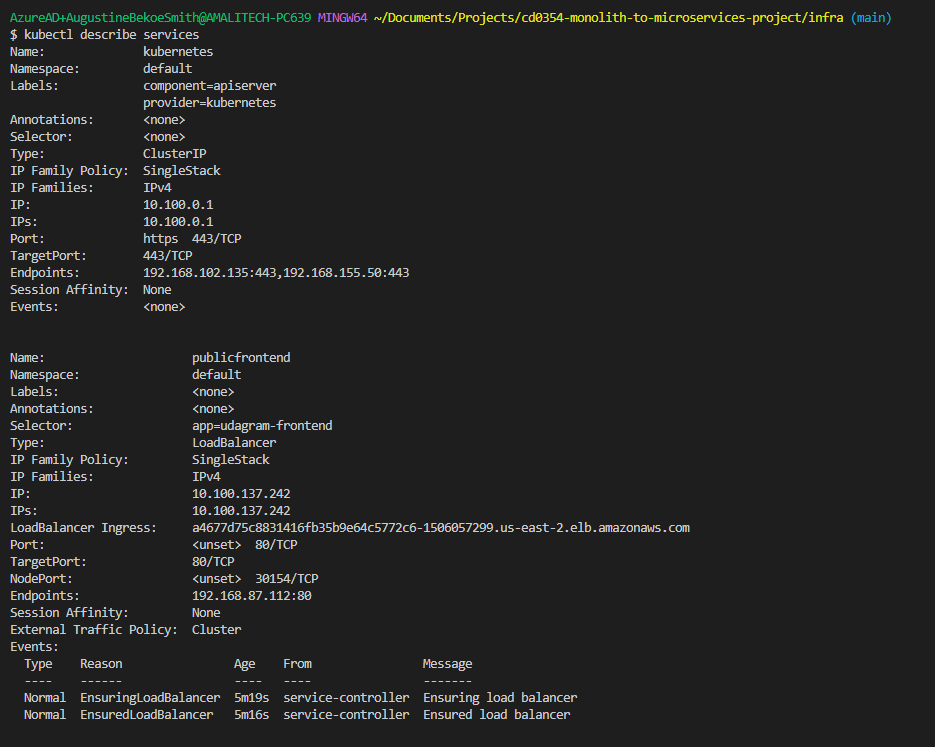 AzureAD+AugustineBekoeSmith@AMALITECH-PC639 MINGW64 ~/Documents/Projects/cd0354-monolith-to-microservices-project/infra (main)
$ kubectl describe services
Name:              kubernetes
Namespace:         default
Labels:            component=apiserver
                   provider=kubernetes
Annotations:       <none>
Selector:          <none>
Type:              ClusterIP
IP Family Policy:  SingleStack
IP Families:       IPv4
IP:                10.100.0.1
IPs:               10.100.0.1
Port:              https  443/TCP
TargetPort:        443/TCP
Endpoints:         192.168.102.135:443,192.168.155.50:443
Session Affinity:  None
Events:            <none>

Name:                     publicfrontend
Namespace:                default
Labels:                   <none>
Annotations:              <none>
Selector:                 app=udagram-frontend
Type:                     LoadBalancer
IP Family Policy:         SingleStack
IP Families:              IPv4
IP:                       10.100.137.242
IPs:                      10.100.137.242
LoadBalancer Ingress:     a4677d75c8831416fb35b9e64c5772c6-1506057299.us-east-2.elb.amazonaws.com
Port:                     <unset>  80/TCP
TargetPort:               80/TCP
NodePort:                 <unset>  30154/TCP
Endpoints:                192.168.87.112:80
Session Affinity:         None
External Traffic Policy:  Cluster
Events:
  Type    Reason                Age    From                Message
  ----    ------                ----   ----                -------
  Normal  EnsuringLoadBalancer  5m19s  service-controller  Ensuring load balancer
  Normal  EnsuredLoadBalancer   5m16s  service-controller  Ensured load balancer